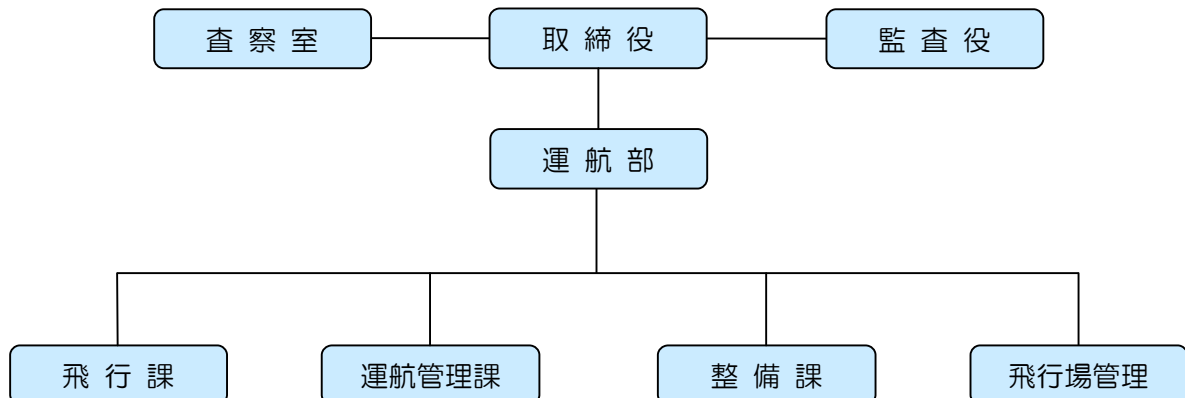 査察室
取締役
監査役
運航部
飛行課
運航管理課
整備課
飛行場管理